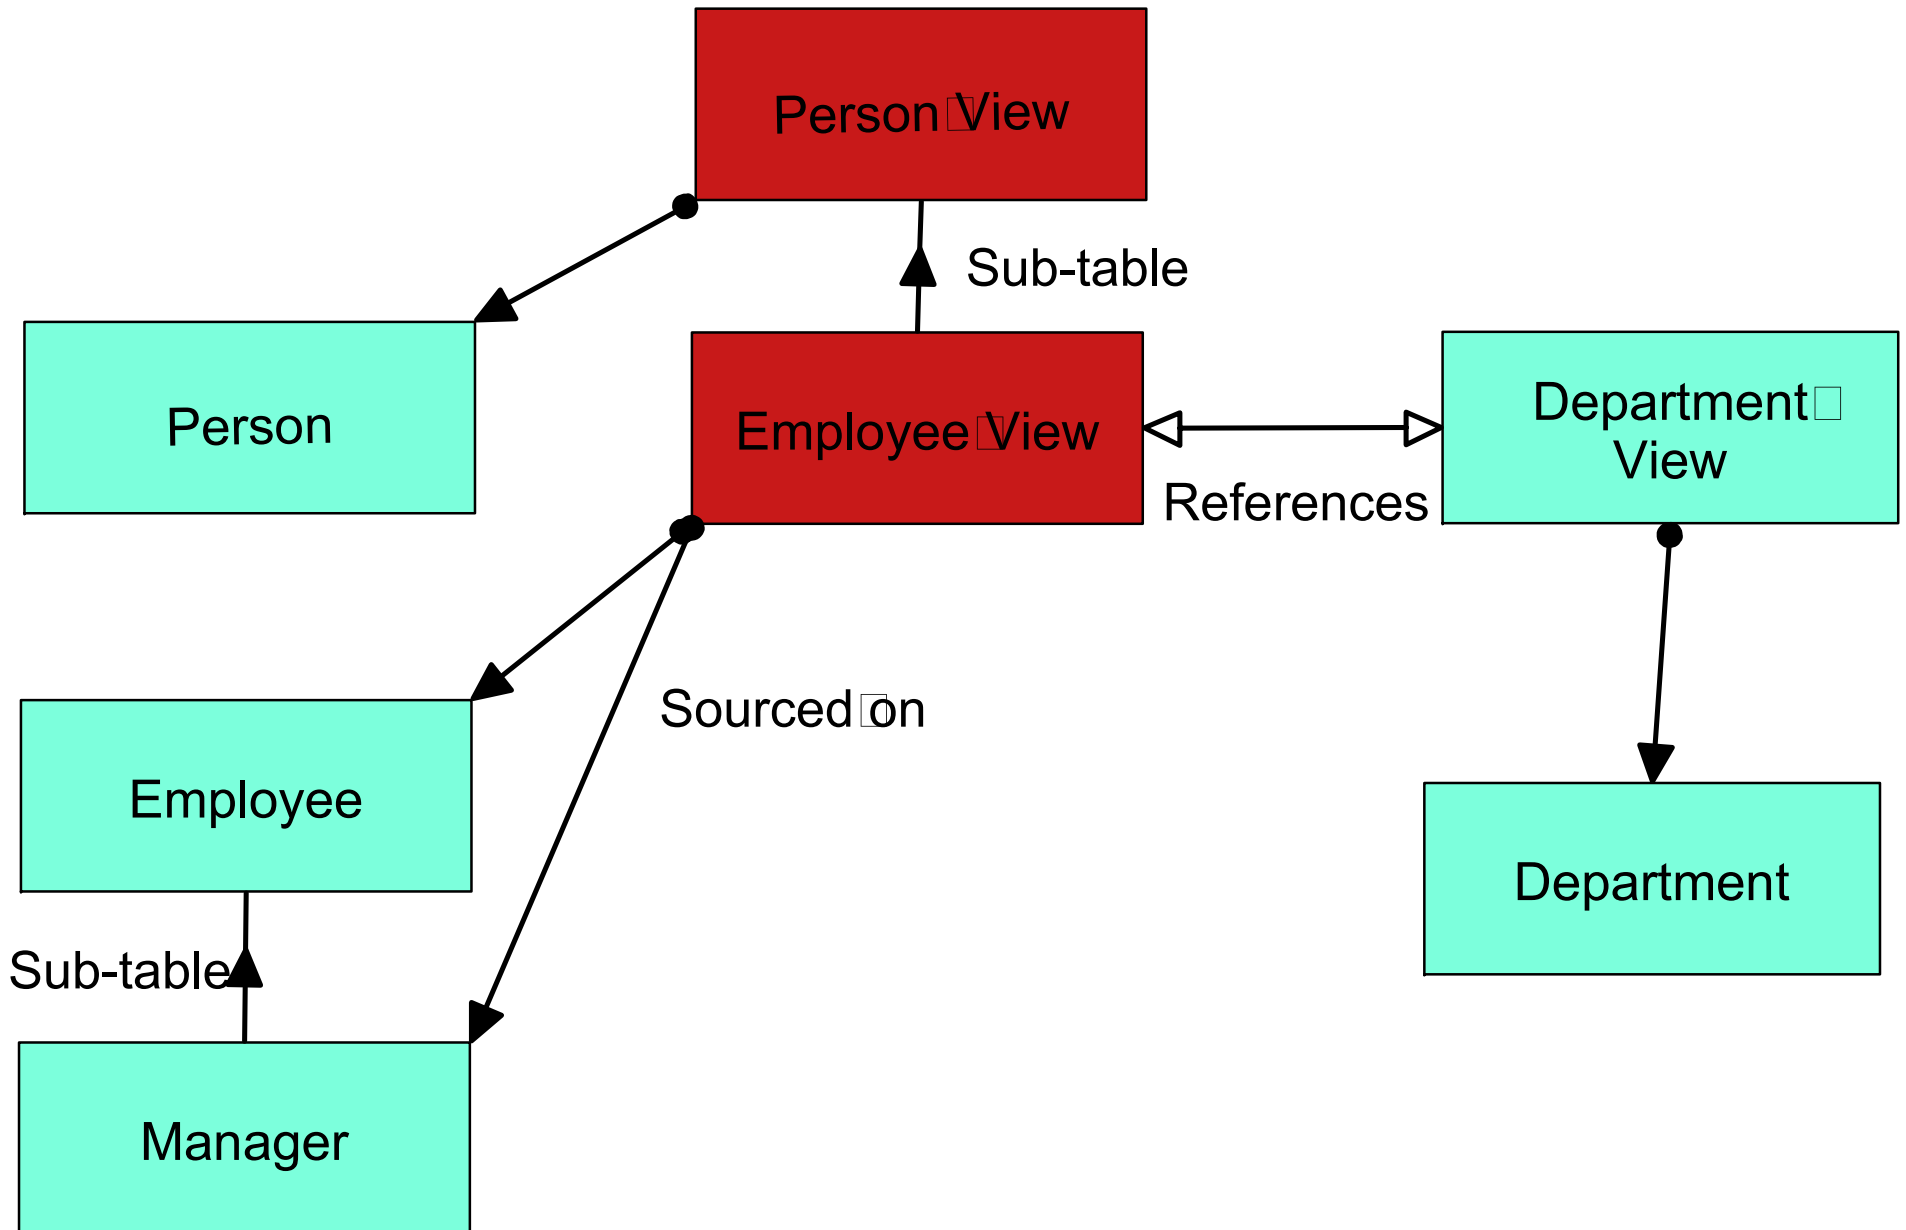 Person View
Sub-table
Person
Employee View
Department
View
References
Sourced on
Employee
Department
Sub-table
Manager